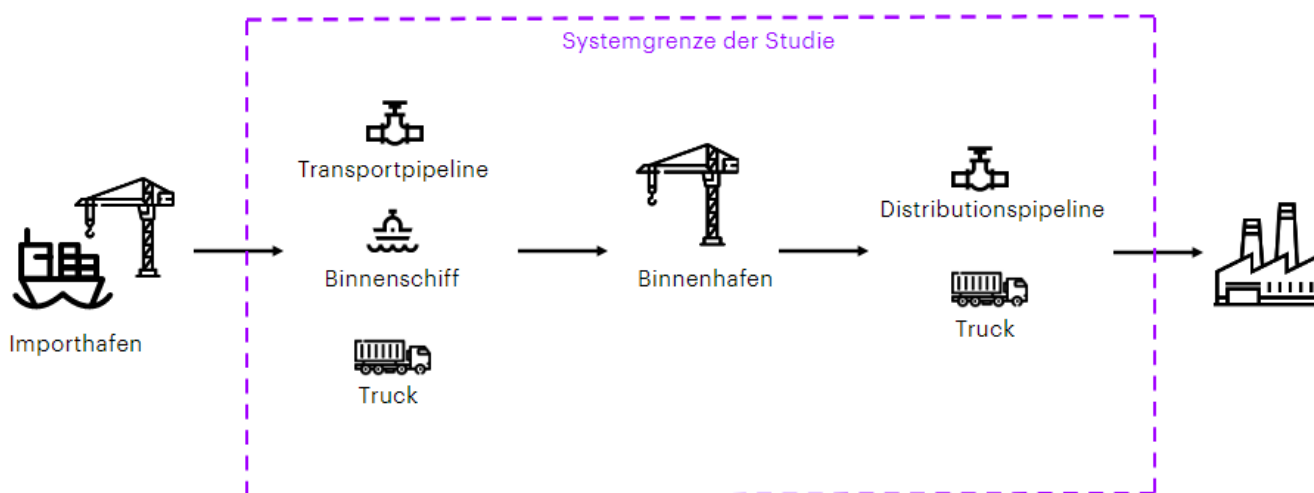 Systemgrenze der Studie
Importhafen
Transportpipeline
Binnenschiff
Truck
Binnenhafen
Distributionspipeline
Truck